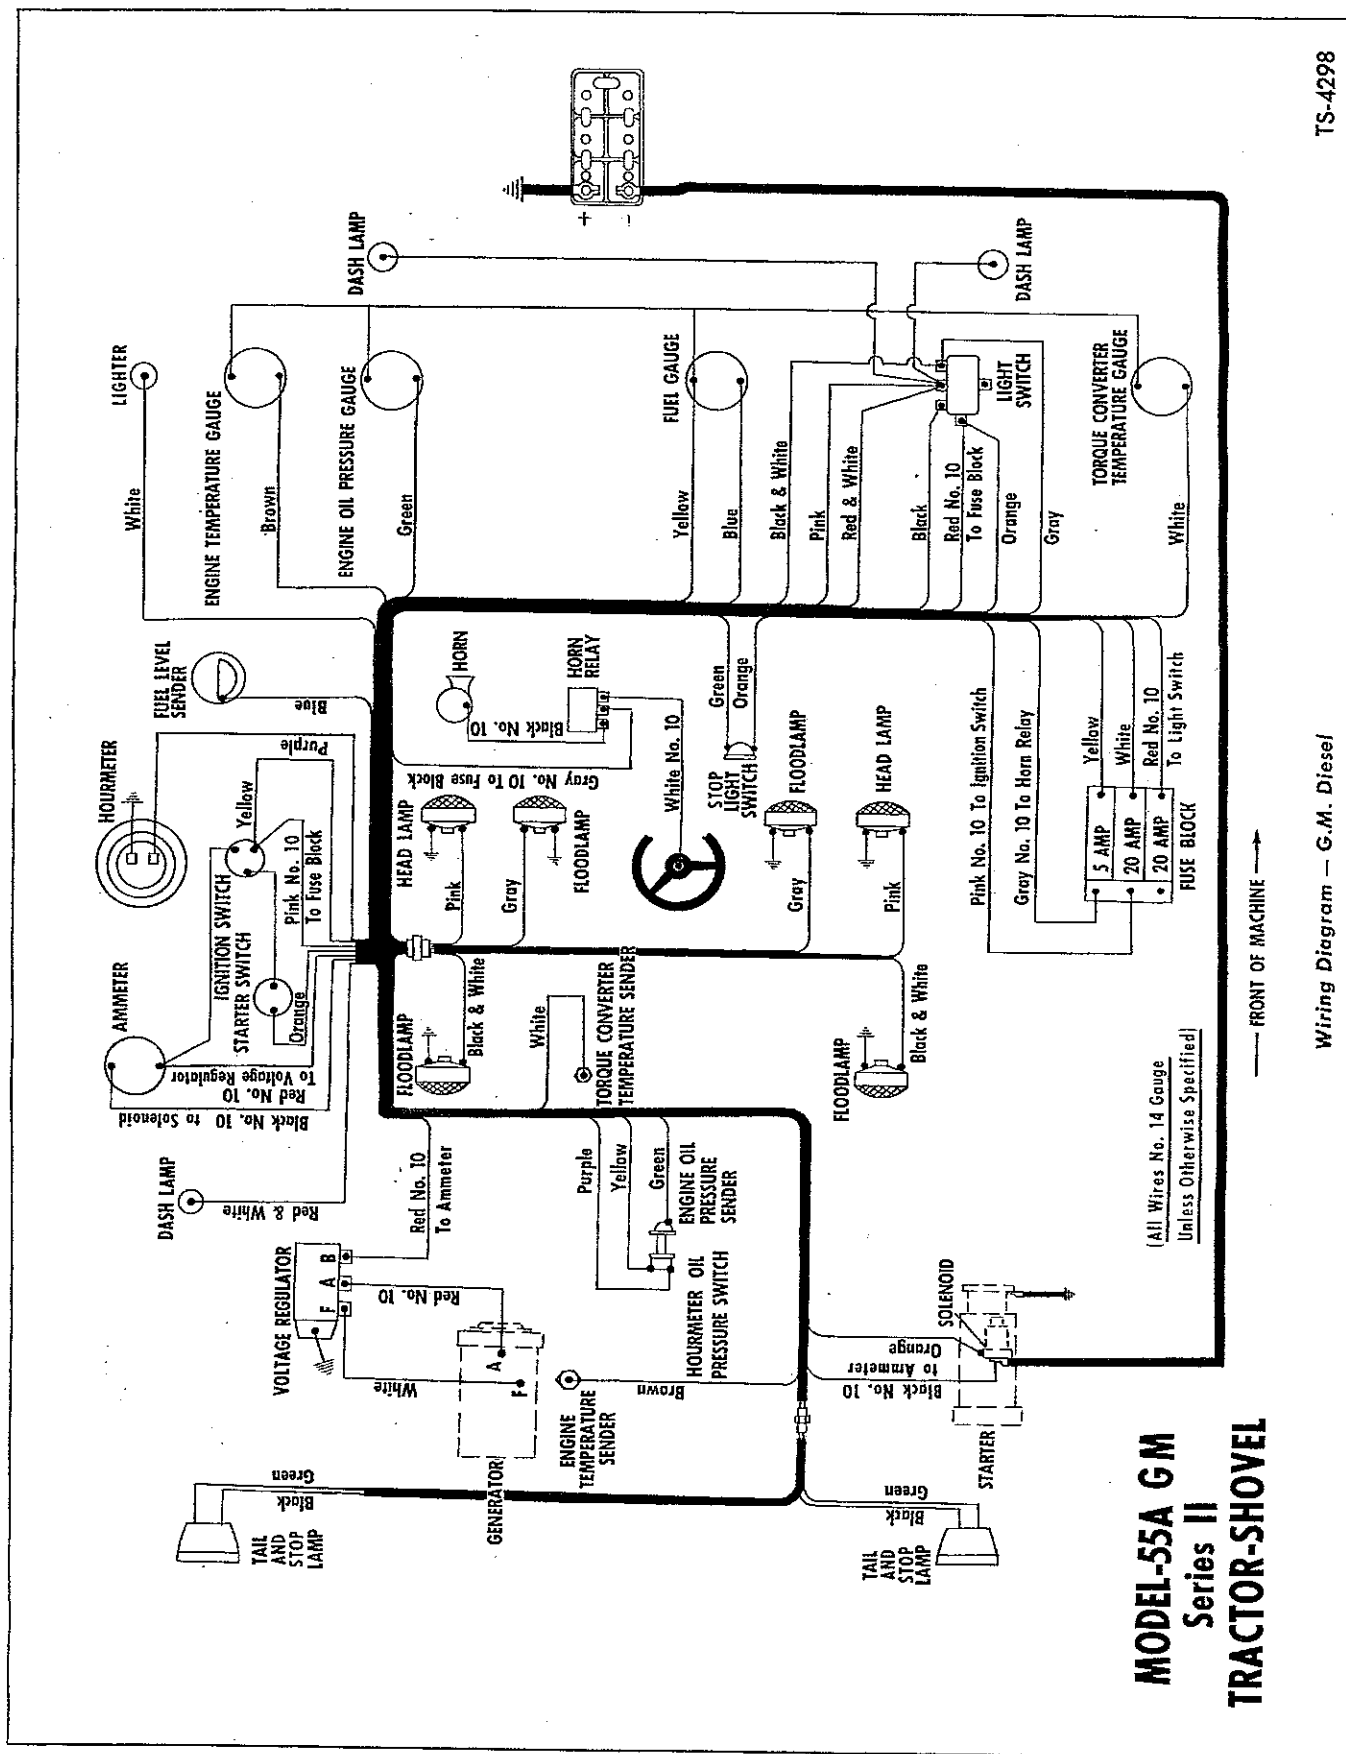 TS-4298
LIGHTER
White
ENGINE TEMPERATURE GAUGE
Brown
ENGINE OIL PRESSURE GAUGE
Green
DASH LAMP
FUEL GAUGE
Yellow
Blue
Black & White
Pink
Red & White
Black
Red No. 10
To Fuse Block
Orange
Gray
LIGHT
SWITCH
DASH LAMP
TORQUE CONVERTER
TEMPERATURE GAUGE
White
+
-
FUEL LEVEL
SENDER
Blue
HOURMETER
Purple
Yellow
IGNITION SWITCH
Pink No. 10
To Fuse Block
STARTER SWITCH
Orange
AMMETER
Red No. 10
To Voltage Regulator
Black No. 10 to Solenoid
DASH LAMP
Red & White
HORN
HORN
RELAY
Black No. 10
Gray No. 10 To Fuse Block
White No. 10
HEAD LAMP
Pink
Gray
FLOODLAMP
STOP
LIGHT
SWITCH
Green
Orange
FLOODLAMP
Gray
HEAD LAMP
Pink
Pink No. 10 To Ignition Switch
Gray No. 10 To Horn Relay
Yellow
White
Red No. 10
To Light Switch
5 AMP
20 AMP
20 AMP
FUSE BLOCK
FLOODLAMP
Black & White
White
TORQUE CONVERTER
TEMPERATURE SENDER
FLOODLAMP
Black & White
VOLTAGE REGULATOR
F
A
B
Red No. 10
To Ammeter
Red No. 10
White
A
F
GENERATOR
Purple
Yellow
Green
ENGINE OIL
PRESSURE
SENDER
HOURMETER OIL
PRESSURE SWITCH
ENGINE
TEMPERATURE
SENDER
Brown
SOLENOID
Orange
Black No. 10
to Ammeter
STARTER
Green
Black
TAIL
AND
STOP
LAMP
Green
Black
TAIL
AND
STOP
LAMP
(All Wires No. 14 Gauge
Unless Otherwise Specified)
FRONT OF MACHINE
MODEL-55A GM
Series II
TRACTOR-SHOVEL
Wiring Diagram — G.M. Diesel